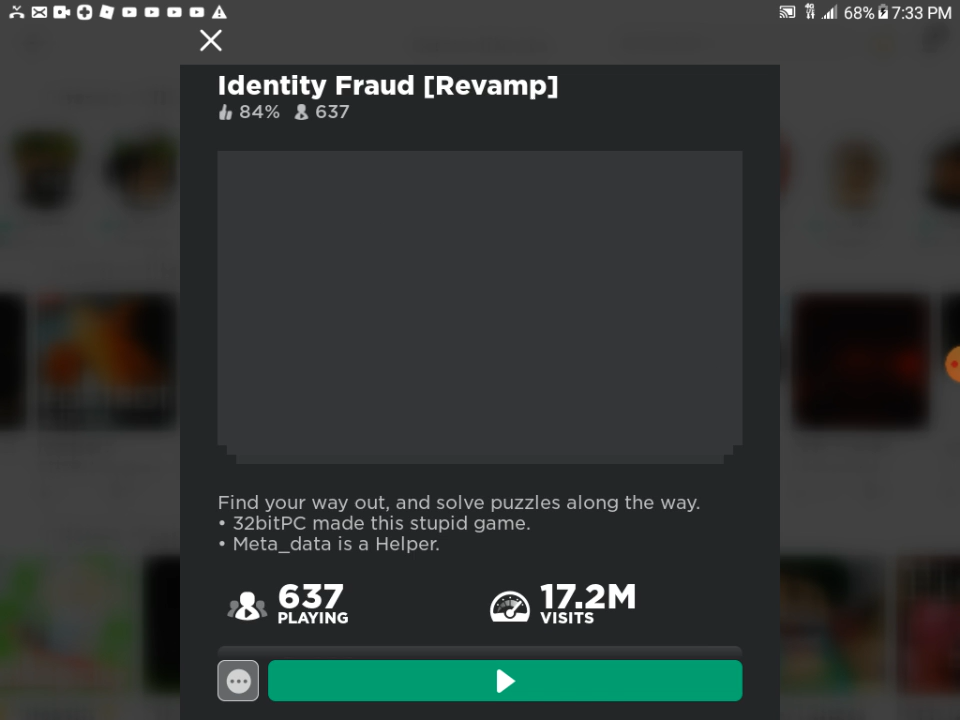 68% 7:33 PM
Identity Fraud [Revamp]
84% 637
Find your way out, and solve puzzles along the way.
• 32bitPC made this stupid game.
• Meta_data is a Helper.
637
PLAYING
17.2M
VISITS